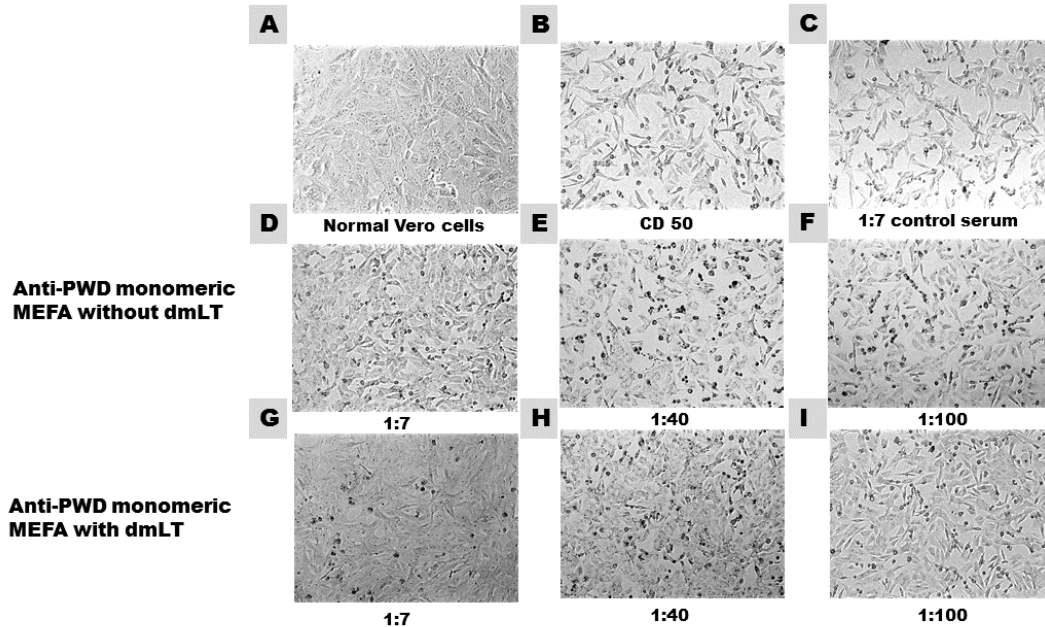 A
B
C
Normal Vero cells
CD 50
1:7 control serum
D
E
F
Anti-PWD monomeric
MEFA without dmLT
1:7
1:40
1:100
G
H
I
Anti-PWD monomeric
MEFA with dmLT
1:7
1:40
1:100